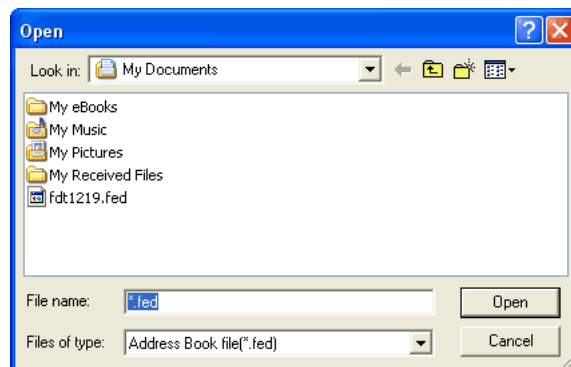 Open
Look in: My Documents
My eBooks
My Music
My Pictures
My Received Files
fdt1219.fed
File name: *.fed Open
Files of type: Address Book file(*.fed) Cancel